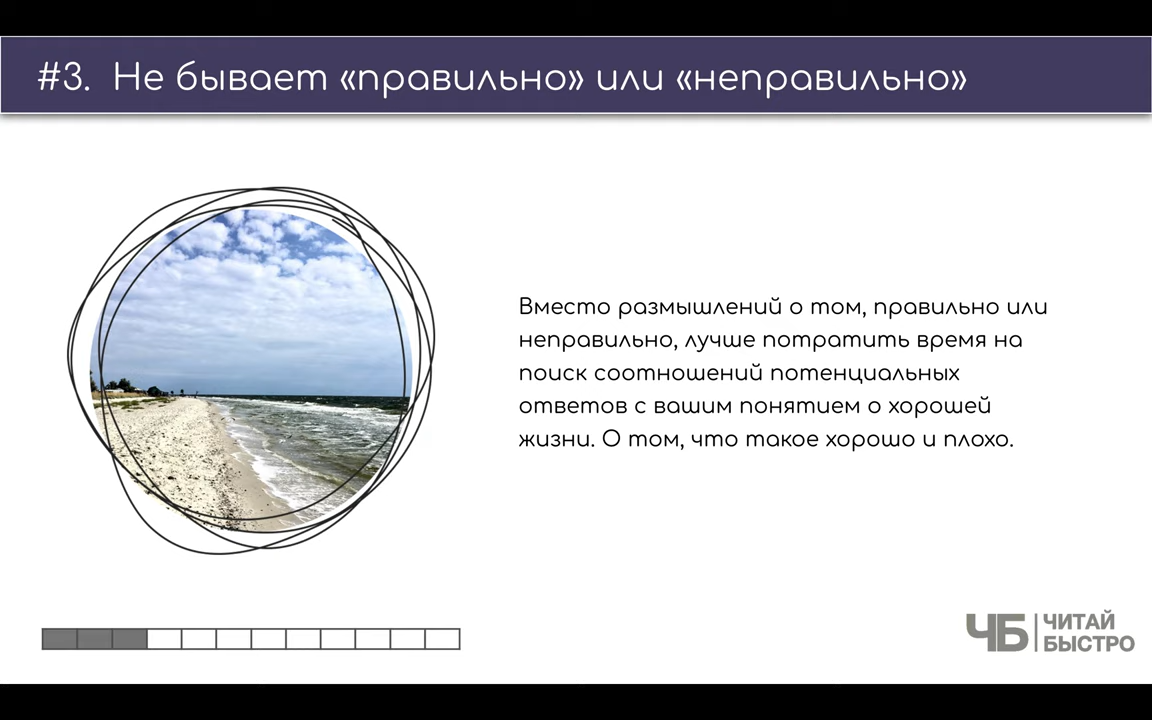 #3. Не бывает «правильно» или «неправильно»
Вместо размышлений о том, правильно или
неправильно, лучше потратить время на
поиск соотношений потенциальных
ответов с вашим понятием о хорошей
жизни. О том, что такое хорошо и плохо.
ЧБ
ЧИТАЙ
БЫСТРО